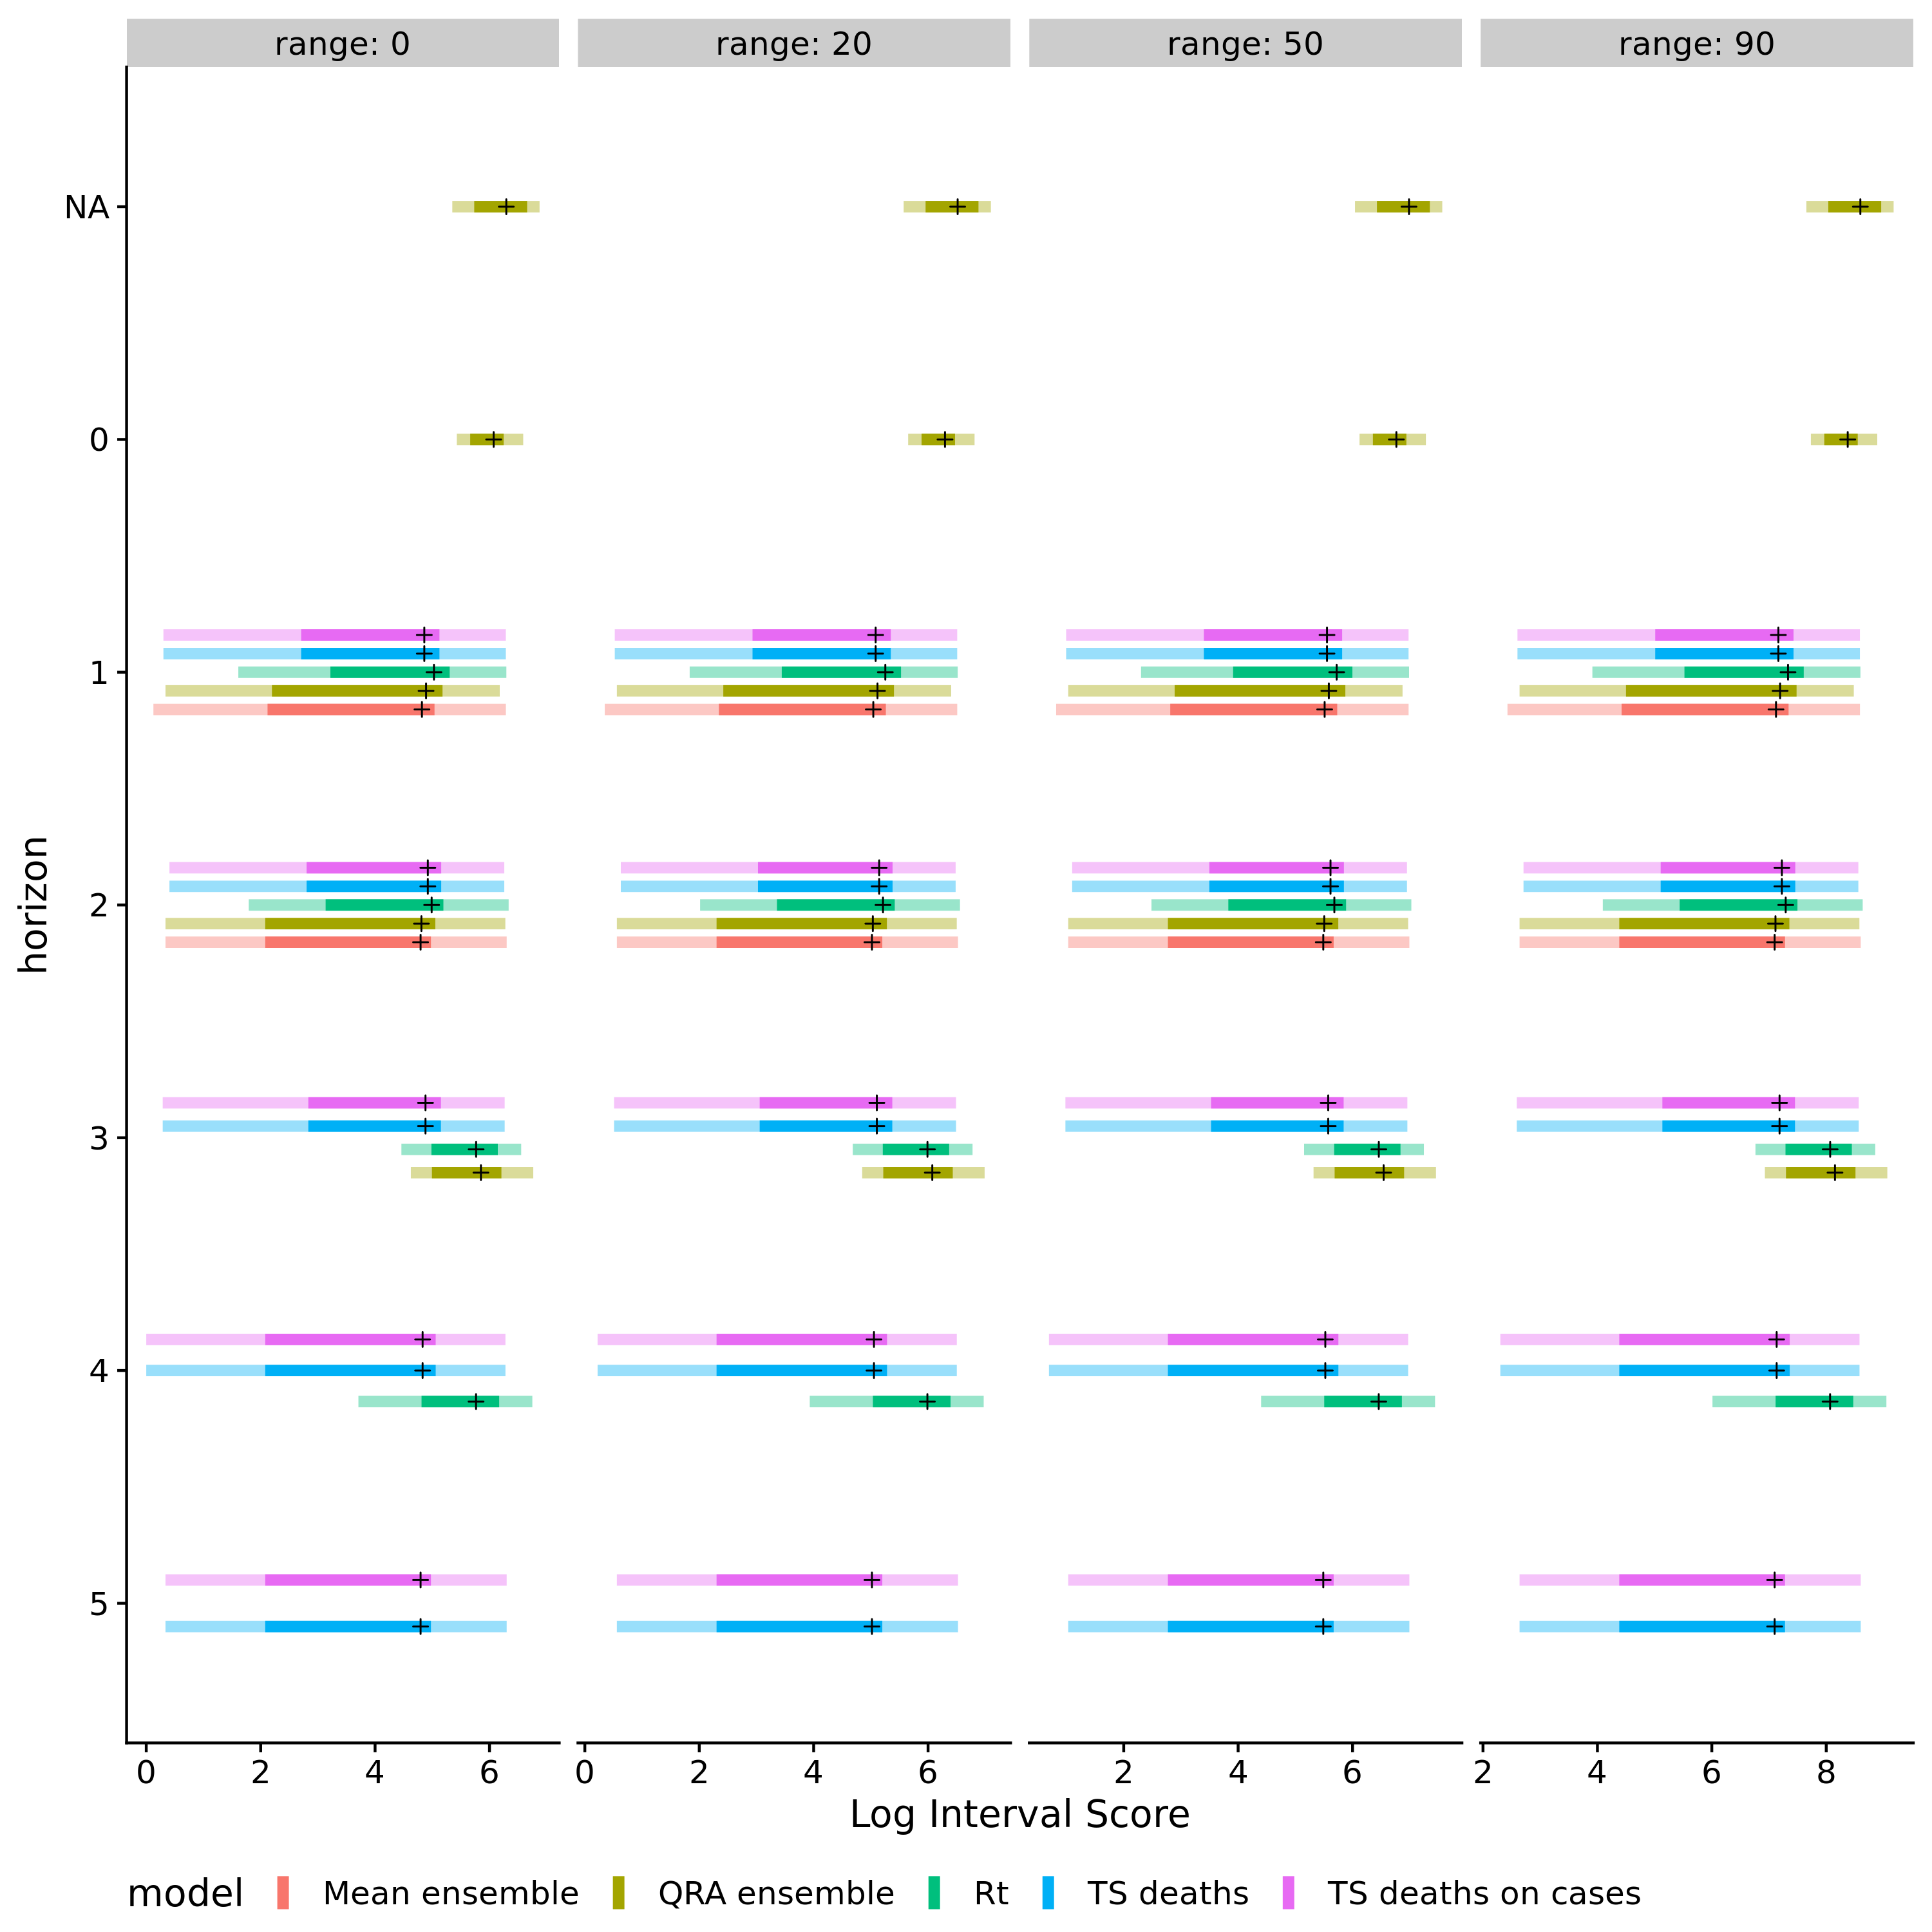 range: 0 range: 20 range: 50 range: 90
NA
0
1
2
3
4
5
horizon
0 2 4 6 0 2 4 6 2 4 6 2 4 6 8
Log Interval Score
model Mean ensemble QRA ensemble Rt TS deaths TS deaths on cases